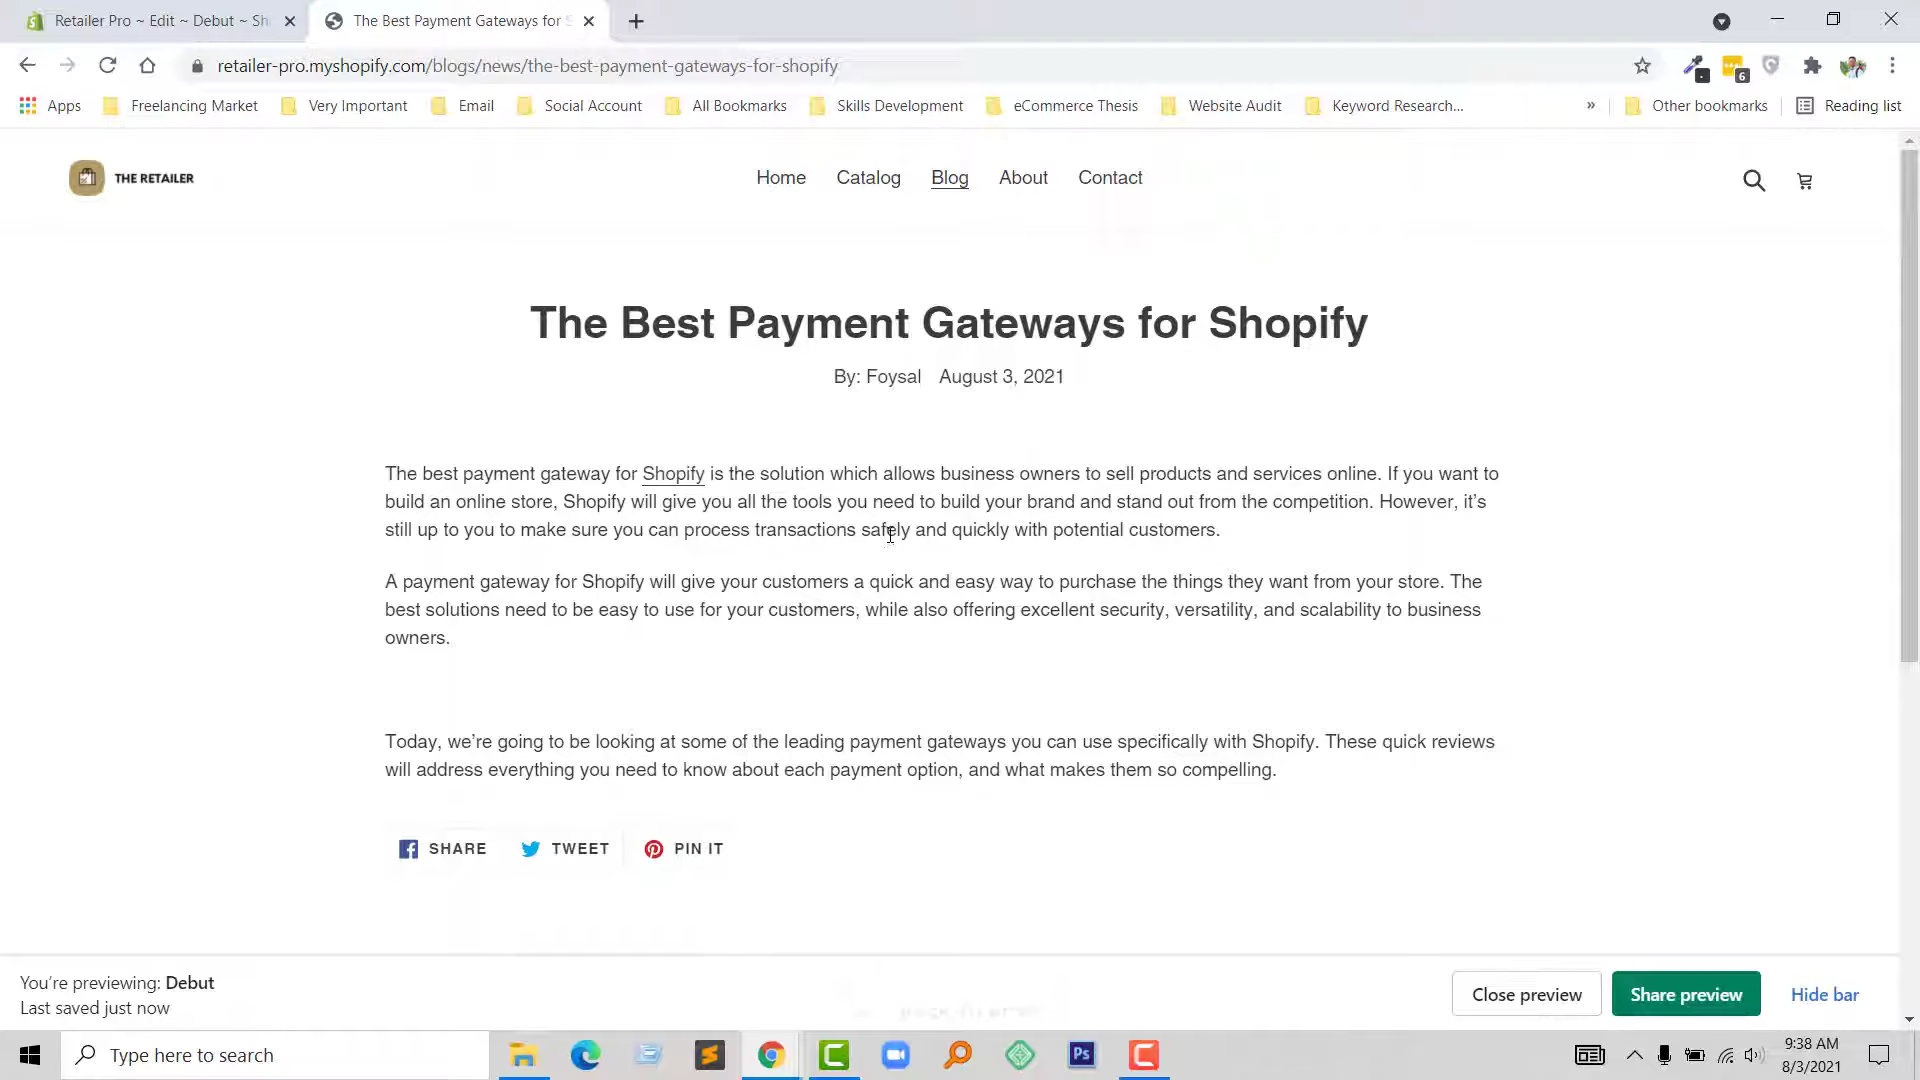 Retailer Pro ~ Edit ~ Debut ~ Sh
The Best Payment Gateways for S
retailer-pro.myshopify.com/blogs/news/the-best-payment-gateways-for-shopify
6
Apps
Freelancing Market
Very Important
Email
Social Account
All Bookmarks
Skills Development
eCommerce Thesis
Website Audit
Keyword Research...
»
Other bookmarks
Reading list
THE RETAILER
Home
Catalog
Blog
About
Contact
The Best Payment Gateways for Shopify
By: Foysal August 3, 2021
The best payment gateway for Shopify is the solution which allows business owners to sell products and services online. If you want to
build an online store, Shopify will give you all the tools you need to build your brand and stand out from the competition. However, it’s
still up to you to make sure you can process transactions safely and quickly with potential customers.
A payment gateway for Shopify will give your customers a quick and easy way to purchase the things they want from your store. The
best solutions need to be easy to use for your customers, while also offering excellent security, versatility, and scalability to business
owners.
Today, we’re going to be looking at some of the leading payment gateways you can use specifically with Shopify. These quick reviews
will address everything you need to know about each payment option, and what makes them so compelling.
SHARE
TWEET
PIN IT
You’re previewing: Debut
Last saved just now
Close preview
Share preview
Hide bar
Type here to search
Ps
9:38 AM
8/3/2021